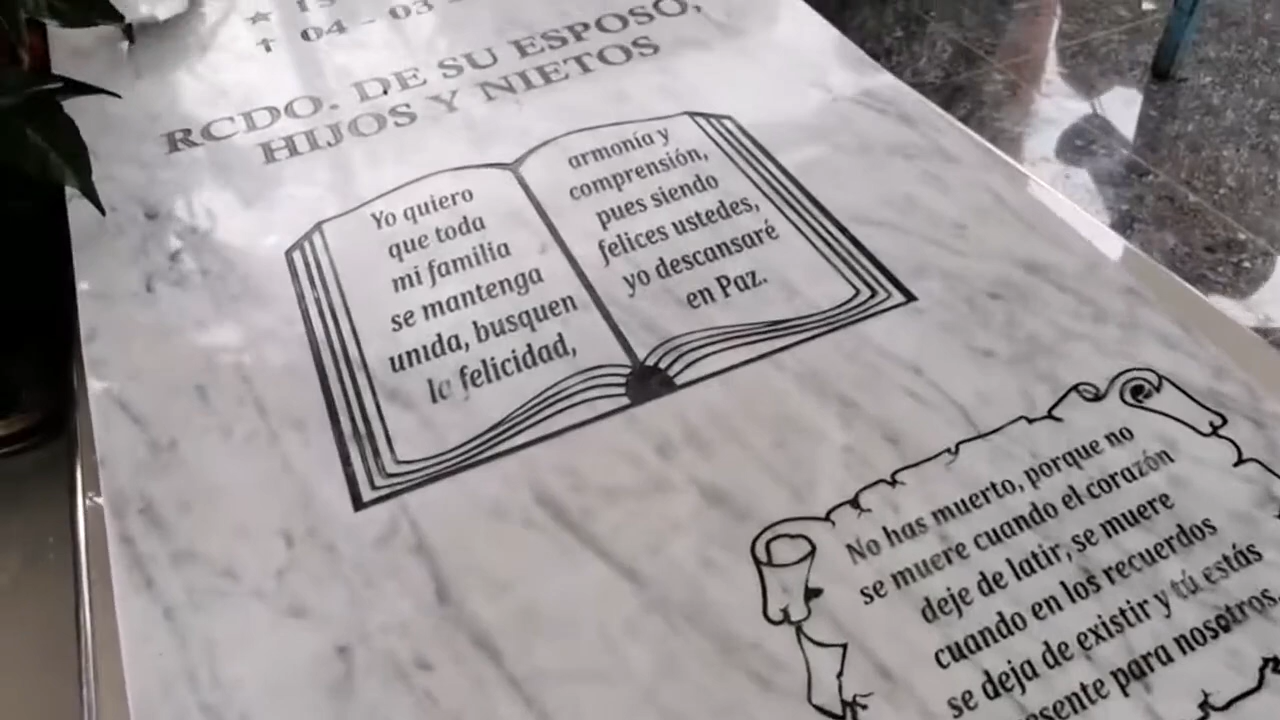 04 - 03
RCDO. DE SU ESPOSO,
HIJOS Y NIETOS
Yo quiero
que toda
mi familia
se mantenga
unida, busquen
la felicidad,
armonía y
comprensión,
pues siendo
felices ustedes,
yo descansaré
en Paz.
No has muerto, porque no
se muere cuando el corazón
deje de latir, se muere
cuando en los recuerdos
se deja de existir y tú estás
para nosotros.